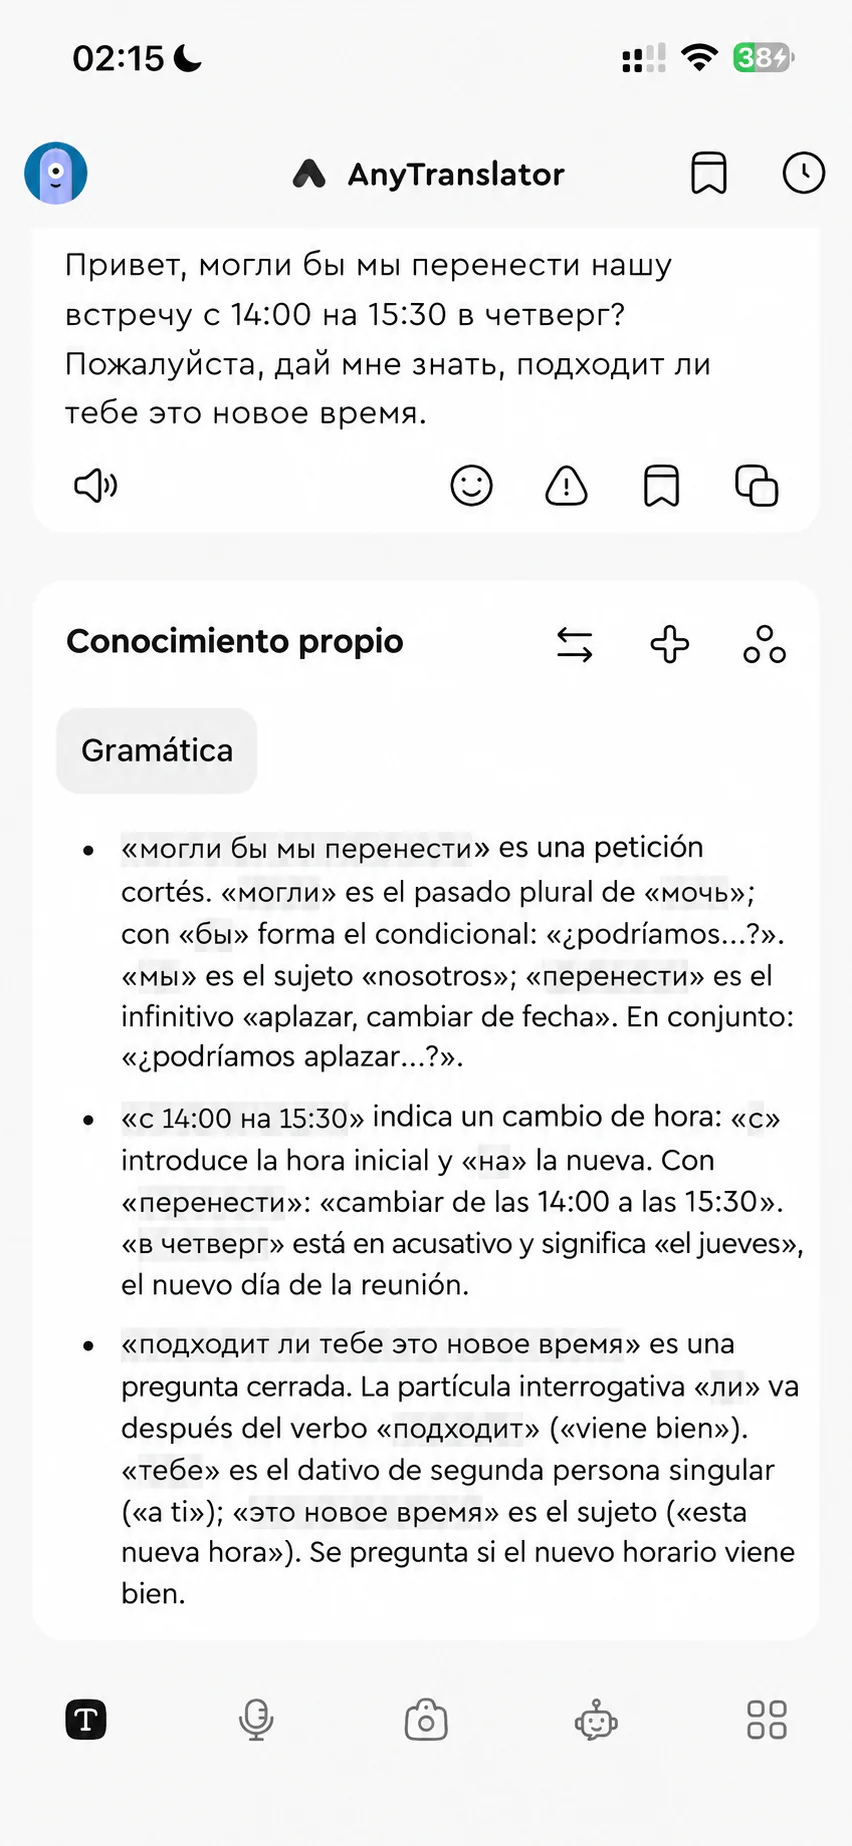 02:15
38
AnyTranslator
Привет, могли бы мы перенести нашу
встречу с 14:00 на 15:30 в четверг?
Пожалуйста, дай мне знать, подходит ли
тебе это новое время.
Conocimiento propio
Gramática
• «могли бы мы перенести» es una petición
cortés. «могли» es el pasado plural de «мочь»;
con «бы» forma el condicional: «¿podríamos...?».
«мы» es el sujeto «nosotros»; «перенести» es el
infinitivo «aplazar, cambiar de fecha». En conjunto:
«¿podríamos aplazar...?».
• «с 14:00 на 15:30» indica un cambio de hora: «с»
introduce la hora inicial y «на» la nueva. Con
«перенести»: «cambiar de las 14:00 a las 15:30».
«в четверг» está en acusativo y significa «el jueves»,
el nuevo día de la reunión.
• «подходит ли тебе это новое время» es una
pregunta cerrada. La partícula interrogativa «ли» va
después del verbo «подходит» («viene bien»).
«тебе» es el dativo de segunda persona singular
(«a ti»); «это новое время» es el sujeto («esta
nueva hora»). Se pregunta si el nuevo horario viene
bien.
T